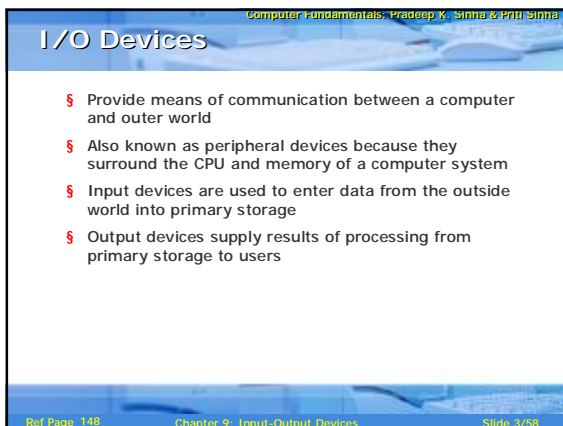 Computer Fundamentals: Pradeep K. Sinha & Priti Sinha
I/O Devices
§ Provide means of communication between a computer
and outer world
§ Also known as peripheral devices because they
surround the CPU and memory of a computer system
§ Input devices are used to enter data from the outside
world into primary storage
§ Output devices supply results of processing from
primary storage to users
Ref Page 148 Chapter 9: Input-Output Devices Slide 3/58